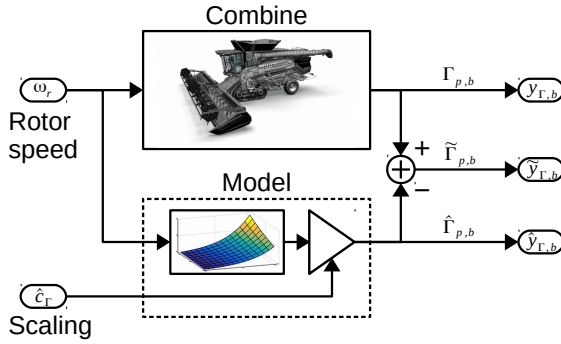 Combine
ω_r
Γ_{p,b}
y_{Γ,b}
Rotor
speed
+
Γ̃_{p,b}
ỹ_{Γ,b}
−
Model
Γ̂_{p,b}
ŷ_{Γ,b}
ĉ_Γ
Scaling